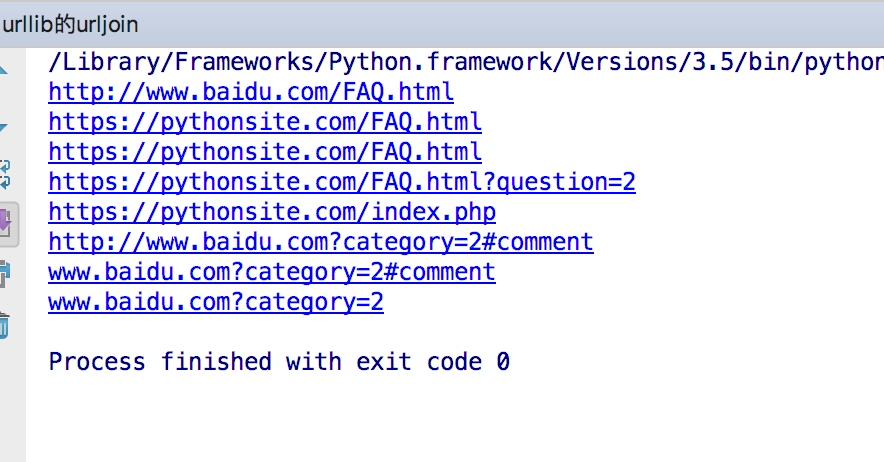 urllib的urljoin
/Library/Frameworks/Python.framework/Versions/3.5/bin/python
http://www.baidu.com/FAQ.html
https://pythonsite.com/FAQ.html
https://pythonsite.com/FAQ.html
https://pythonsite.com/FAQ.html?question=2
https://pythonsite.com/index.php
http://www.baidu.com?category=2#comment
www.baidu.com?category=2#comment
www.baidu.com?category=2
Process finished with exit code 0